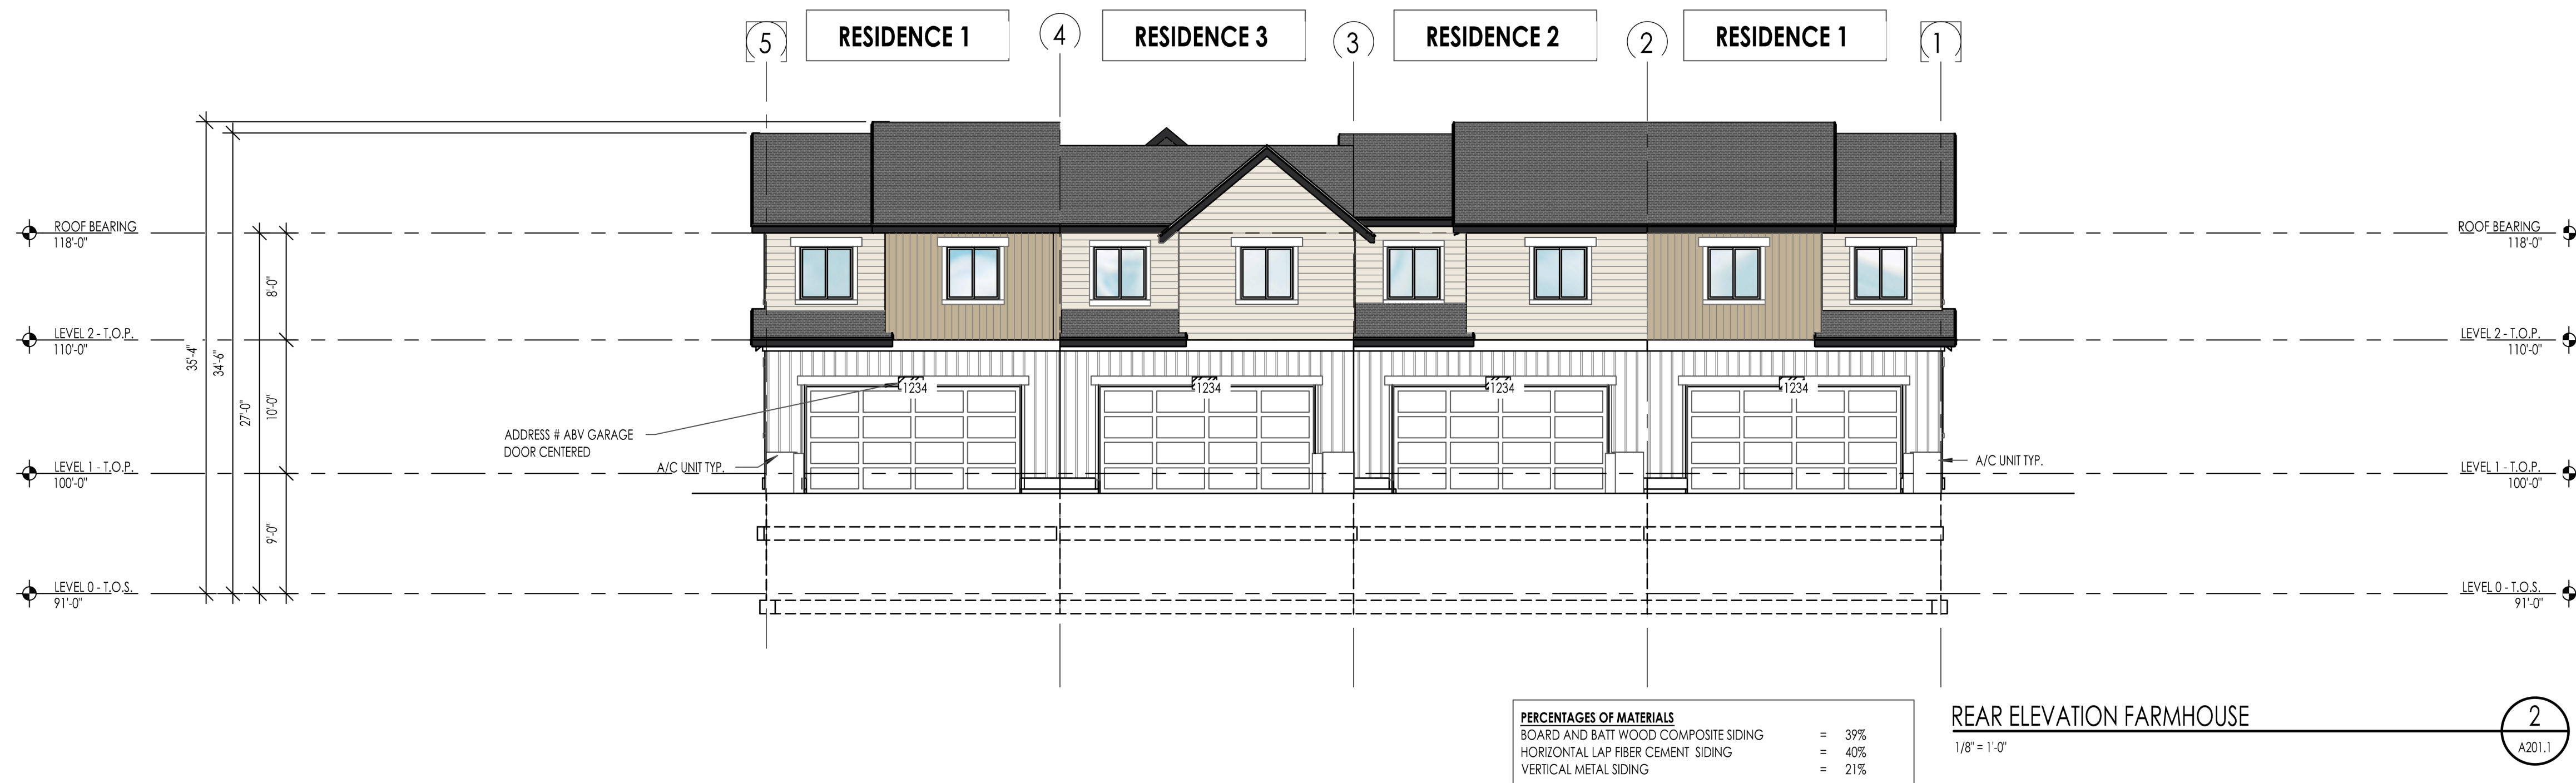 5
RESIDENCE 1
4
RESIDENCE 3
3
RESIDENCE 2
2
RESIDENCE 1
1
ROOF BEARING
118'-0"
ROOF BEARING
118'-0"
LEVEL 2 - T.O.P.
110'-0"
LEVEL 2 - T.O.P.
110'-0"
35'-4"
34'-6"
27'-0"
8'-0"
10'-0"
9'-0"
1234
1234
1234
1234
ADDRESS # ABV GARAGE
DOOR CENTERED
A/C UNIT TYP.
A/C UNIT TYP.
LEVEL 1 - T.O.P.
100'-0"
LEVEL 1 - T.O.P.
100'-0"
LEVEL 0 - T.O.S.
91'-0"
LEVEL 0 - T.O.S.
91'-0"
PERCENTAGES OF MATERIALS
BOARD AND BATT WOOD COMPOSITE SIDING = 39%
HORIZONTAL LAP FIBER CEMENT SIDING = 40%
VERTICAL METAL SIDING = 21%
REAR ELEVATION FARMHOUSE
1/8" = 1'-0"
2
A201.1